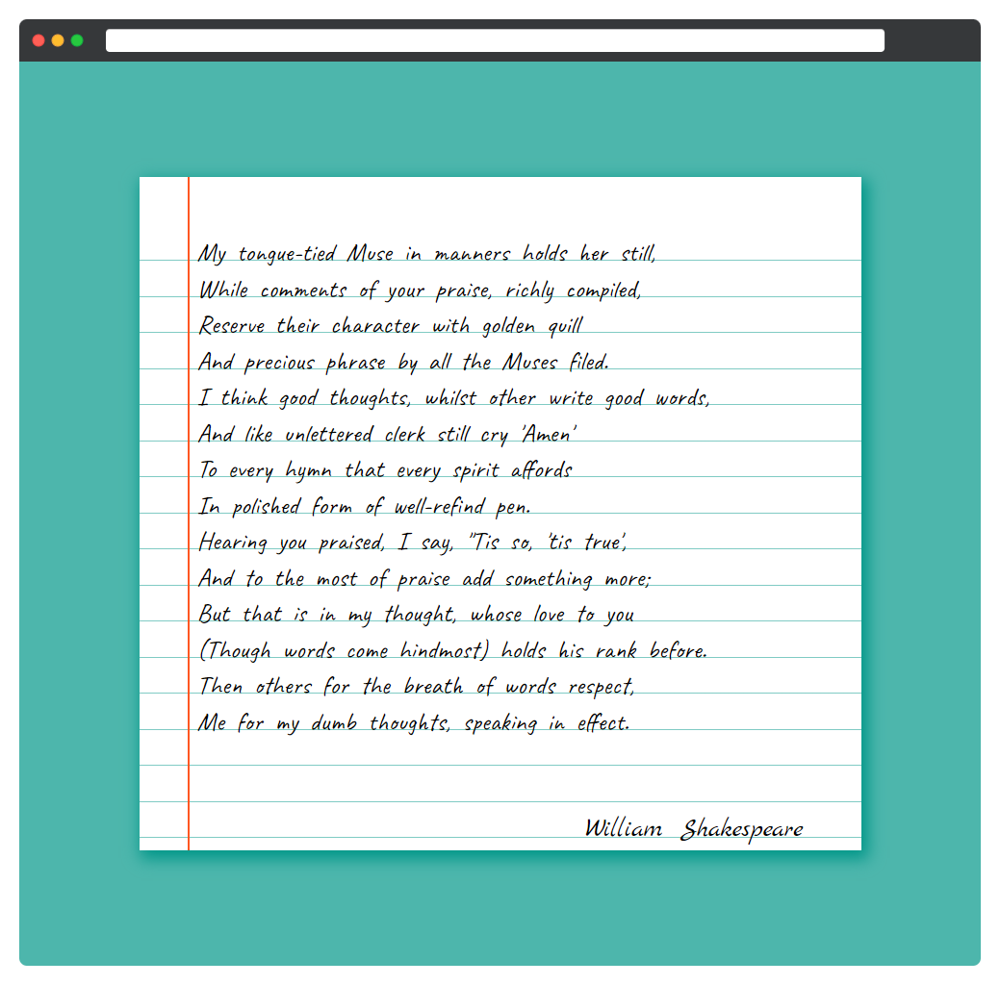 My tongue-tied Muse in manners holds her still,
While comments of your praise, richly compiled,
Reserve their character with golden quill
And precious phrase by all the Muses filed.
I think good thoughts, whilst other write good words,
And like unlettered clerk still cry 'Amen'
To every hymn that every spirit affords
In polished form of well-refind pen.
Hearing you praised, I say, "Tis so, 'tis true',
And to the most of praise add something more;
But that is in my thought, whose love to you
(Though words come hindmost) holds his rank before.
Then others for the breath of words respect,
Me for my dumb thoughts, speaking in effect.
William Shakespeare